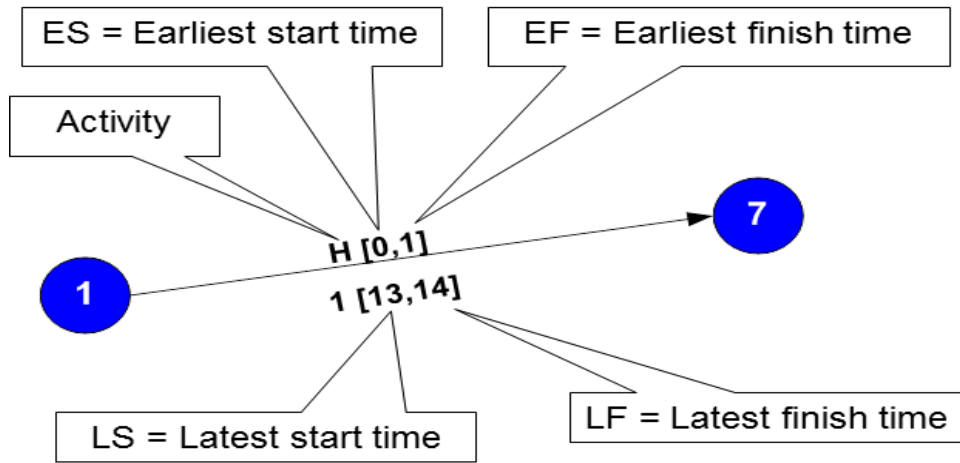 ES = Earliest start time
EF = Earliest finish time
Activity
7
H [0,1]
1
1 [13,14]
LF = Latest finish time
LS = Latest start time